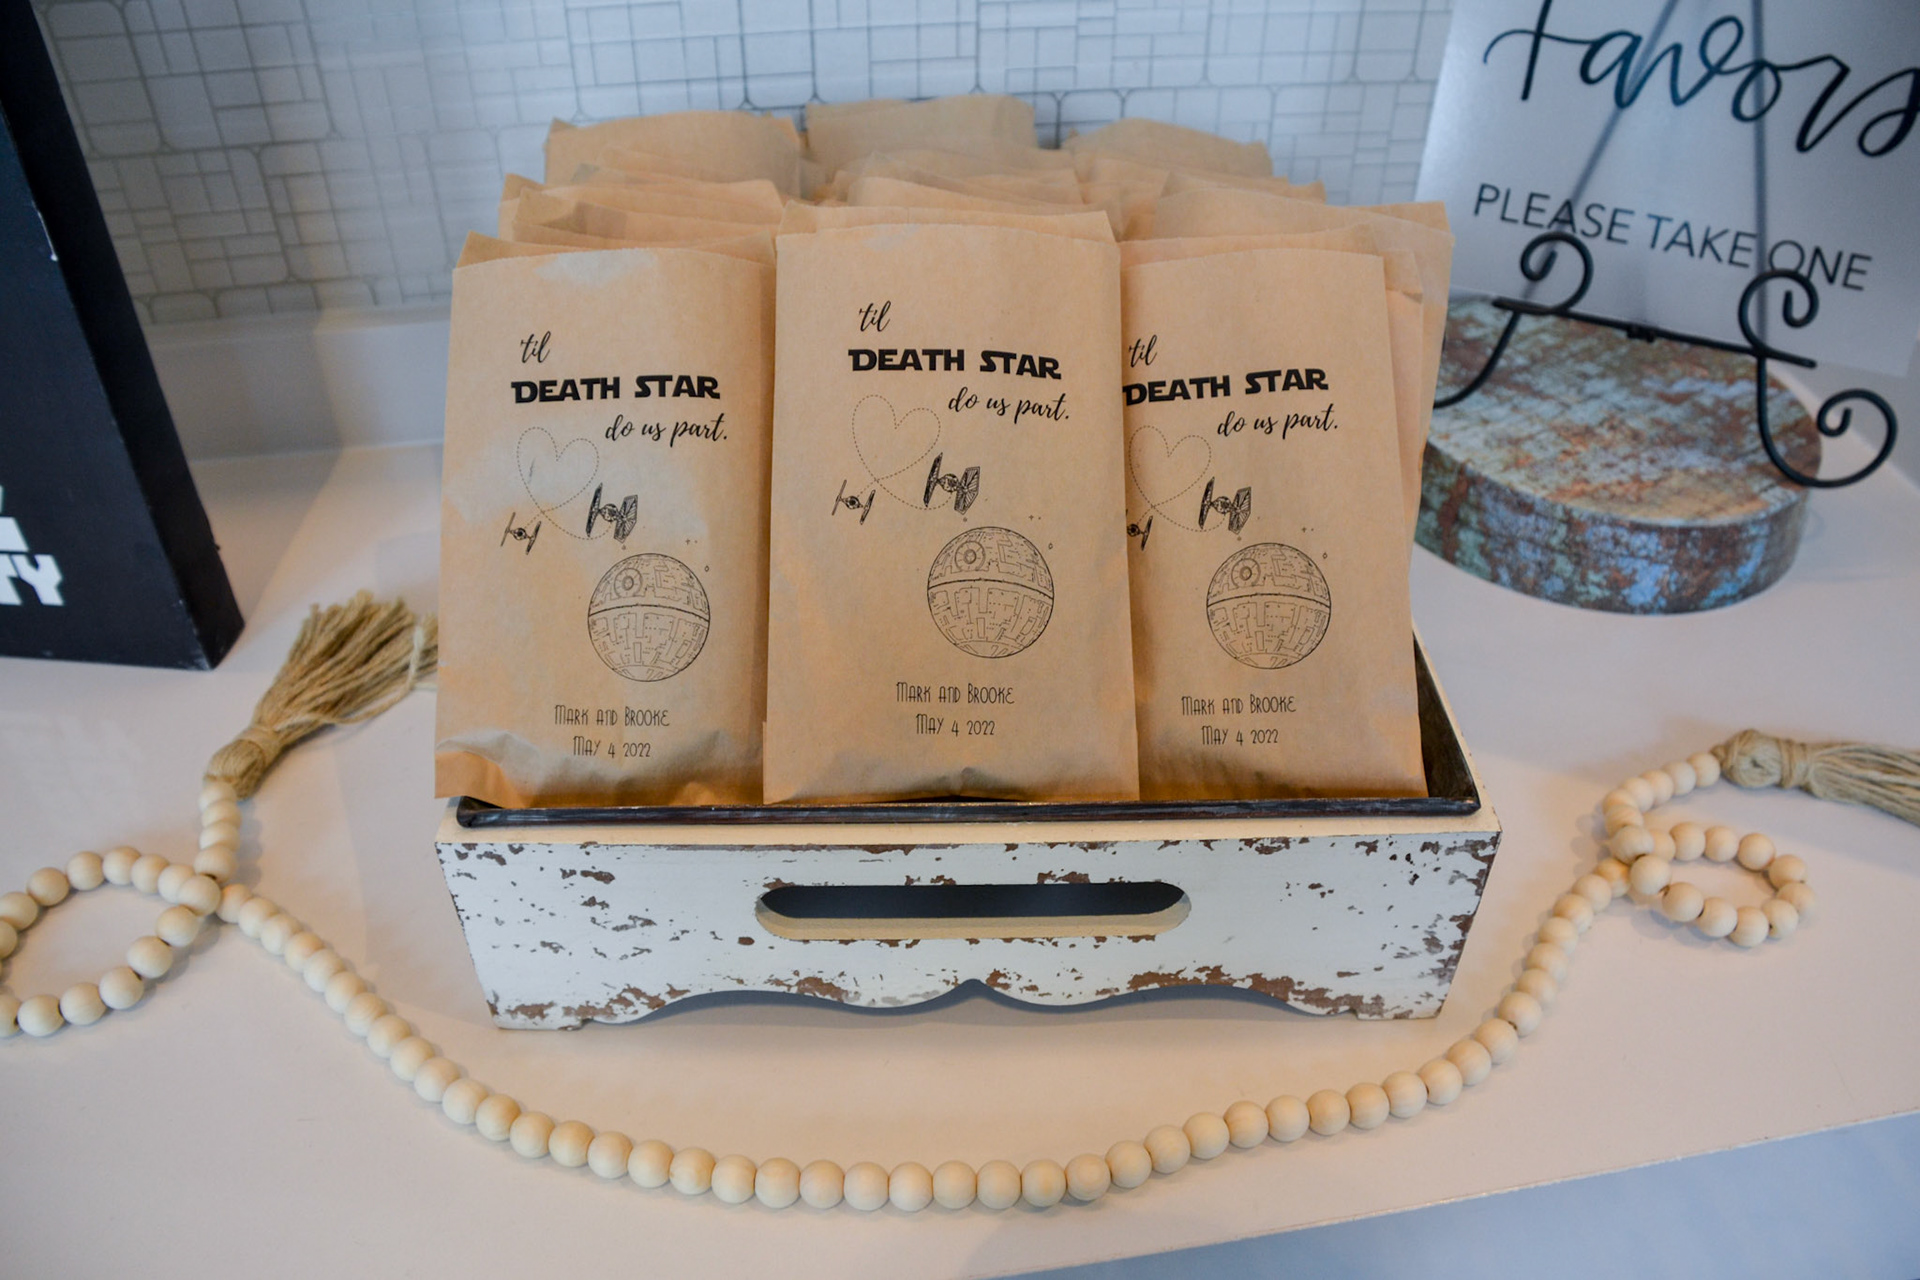 Favors
PLEASE TAKE ONE
'til
DEATH STAR
do us part.
MARK AND BROOKE
MAY 4 2022
'til
DEATH STAR
do us part.
MARK AND BROOKE
MAY 4 2022
'til
DEATH STAR
do us part.
MARK AND BROOKE
MAY 4 2022